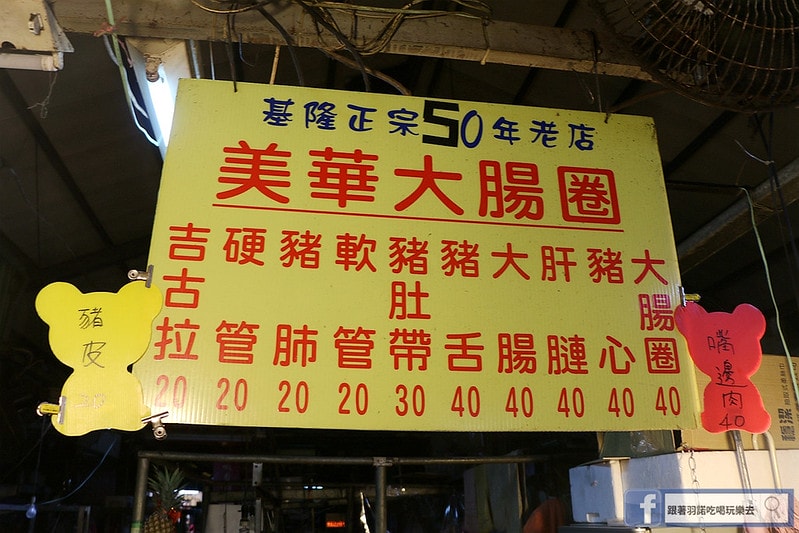 基隆正宗50年老店
美華大腸圈
大腸圈 40
豬心 40
肝腱 40
大腸 40
豬舌 40
豬肚帶 30
軟管 20
豬肺 20
硬管 20
吉古拉 20
豬皮
20
嘴邊肉
40
跟著羽諾吃喝玩樂去